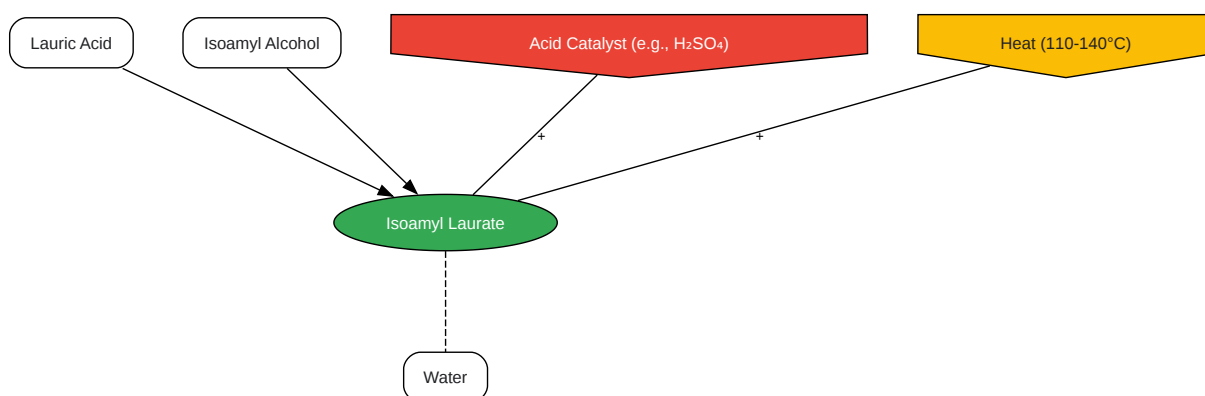 Lauric Acid
Isoamyl Alcohol
Acid Catalyst (e.g., H₂SO₄)
Heat (110-140°C)
+
+
Isoamyl Laurate
Water